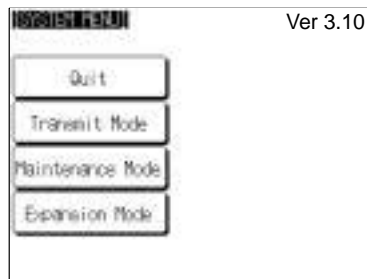 [SYSTEM MENU]
Ver 3.10
Quit
Transmit Mode
Maintenance Mode
Expansion Mode